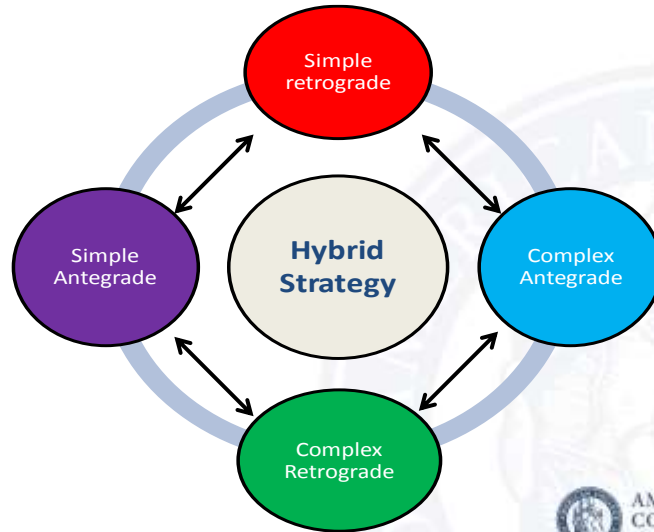 Simple
retrograde
Simple
Antegrade
Hybrid
Strategy
Complex
Antegrade
Complex
Retrograde